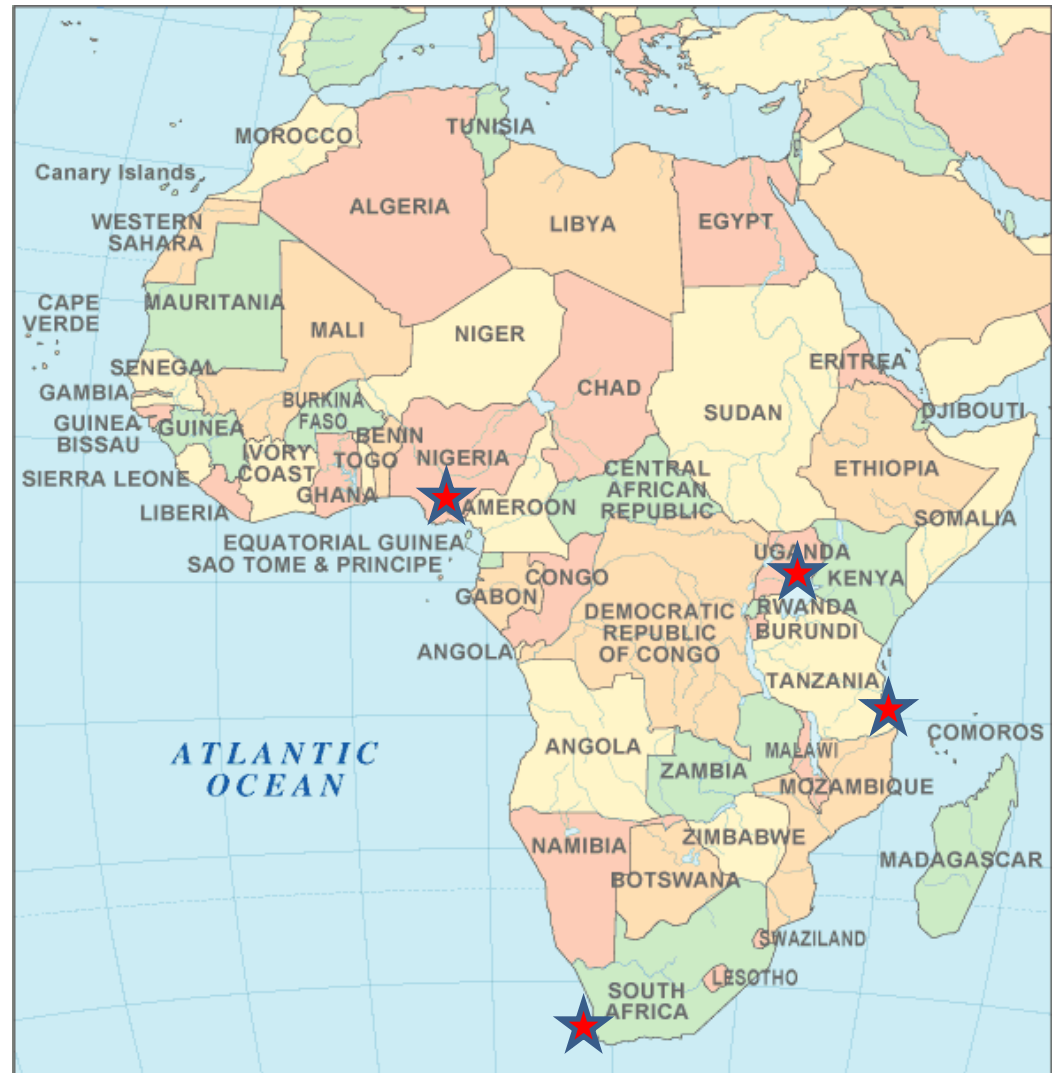 MOROCCO
TUNISIA
Canary Islands
ALGERIA
LIBYA
EGYPT
WESTERN
SAHARA
CAPE
VERDE
MAURITANIA
MALI
NIGER
CHAD
SUDAN
ERITREA
SENEGAL
GAMBIA
GUINEA
BISSAU
GUINEA
BURKINA
FASO
BENIN
TOGO
IVORY
COAST
GHANA
SIERRA LEONE
LIBERIA
NIGERIA
AMEROON
CENTRAL
AFRICAN
REPUBLIC
DJIBOUTI
ETHIOPIA
SOMALIA
EQUATORIAL GUINEA
SAO TOME & PRINCIPE
GABON
CONGO
DEMOCRATIC
REPUBLIC
OF CONGO
UGANDA
KENYA
RWANDA
BURUNDI
TANZANIA
ANGOLA
ANGOLA
ZAMBIA
MALAWI
MOZAMBIQUE
COMOROS
ATLANTIC
OCEAN
NAMIBIA
ZIMBABWE
BOTSWANA
MADAGASCAR
SWAZILAND
LESOTHO
SOUTH
AFRICA